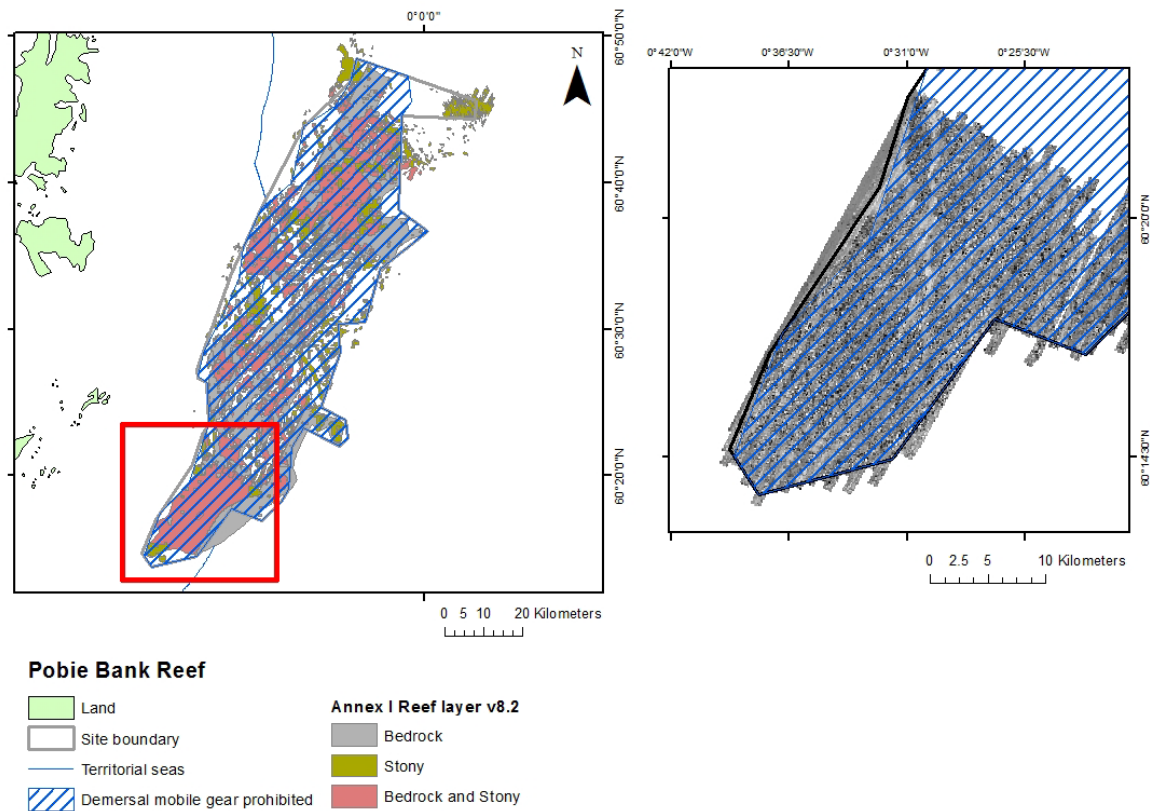 0°0'0"
60°50'0"N
60°40'0"N
60°30'0"N
60°20'0"N
N
0 5 10 20 Kilometers
0°42'0"W 0°36'30"W 0°31'0"W 0°25'30"W
60°20'0"N
60°14'30"N
0 2.5 5 10 Kilometers
Pobie Bank Reef
Land
Site boundary
Territorial seas
Demersal mobile gear prohibited
Annex I Reef layer v8.2
Bedrock
Stony
Bedrock and Stony